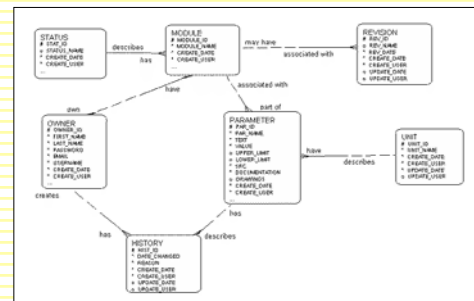 STATUS
# STAT_ID
o STATUS_NAME
* CREATE_DATE
* CREATE_USER
...
describes
has
MODULE
# MODULE_ID
* MODULE_NAME
* CREATE_DATE
* CREATE_USER
...
may have
associated with
REVISION
# REV_ID
o REV_NAME
* REV_DATE
* CREATE_DATE
* CREATE_USER
o UPDATE_DATE
o UPDATE_USER
own
have
associated with
part of
OWNER
# OWNER_ID
* FIRST_NAME
* LAST_NAME
* PASSWORD
* EMAIL
* USERNAME
* CREATE_DATE
* CREATE_USER
PARAMETER
# PAR_ID
* PAR_NAME
* TEXT
* VALUE
o UPPER_LIMIT
o LOWER_LIMIT
* DOCUMENTATION
o DRAWINGS
* CREATE_DATE
* CREATE_USER
...
have
describes
UNIT
# UNIT_ID
* UNIT_NAME
* CREATE_DATE
* CREATE_USER
* UPDATE_DATE
* UPDATE_USER
creates
has
has
describes
HISTORY
# HIST_ID
* DATE_CHANGED
* REASON
* CREATE_DATE
* CREATE_USER
o UPDATE_DATE
o UPDATE_USER